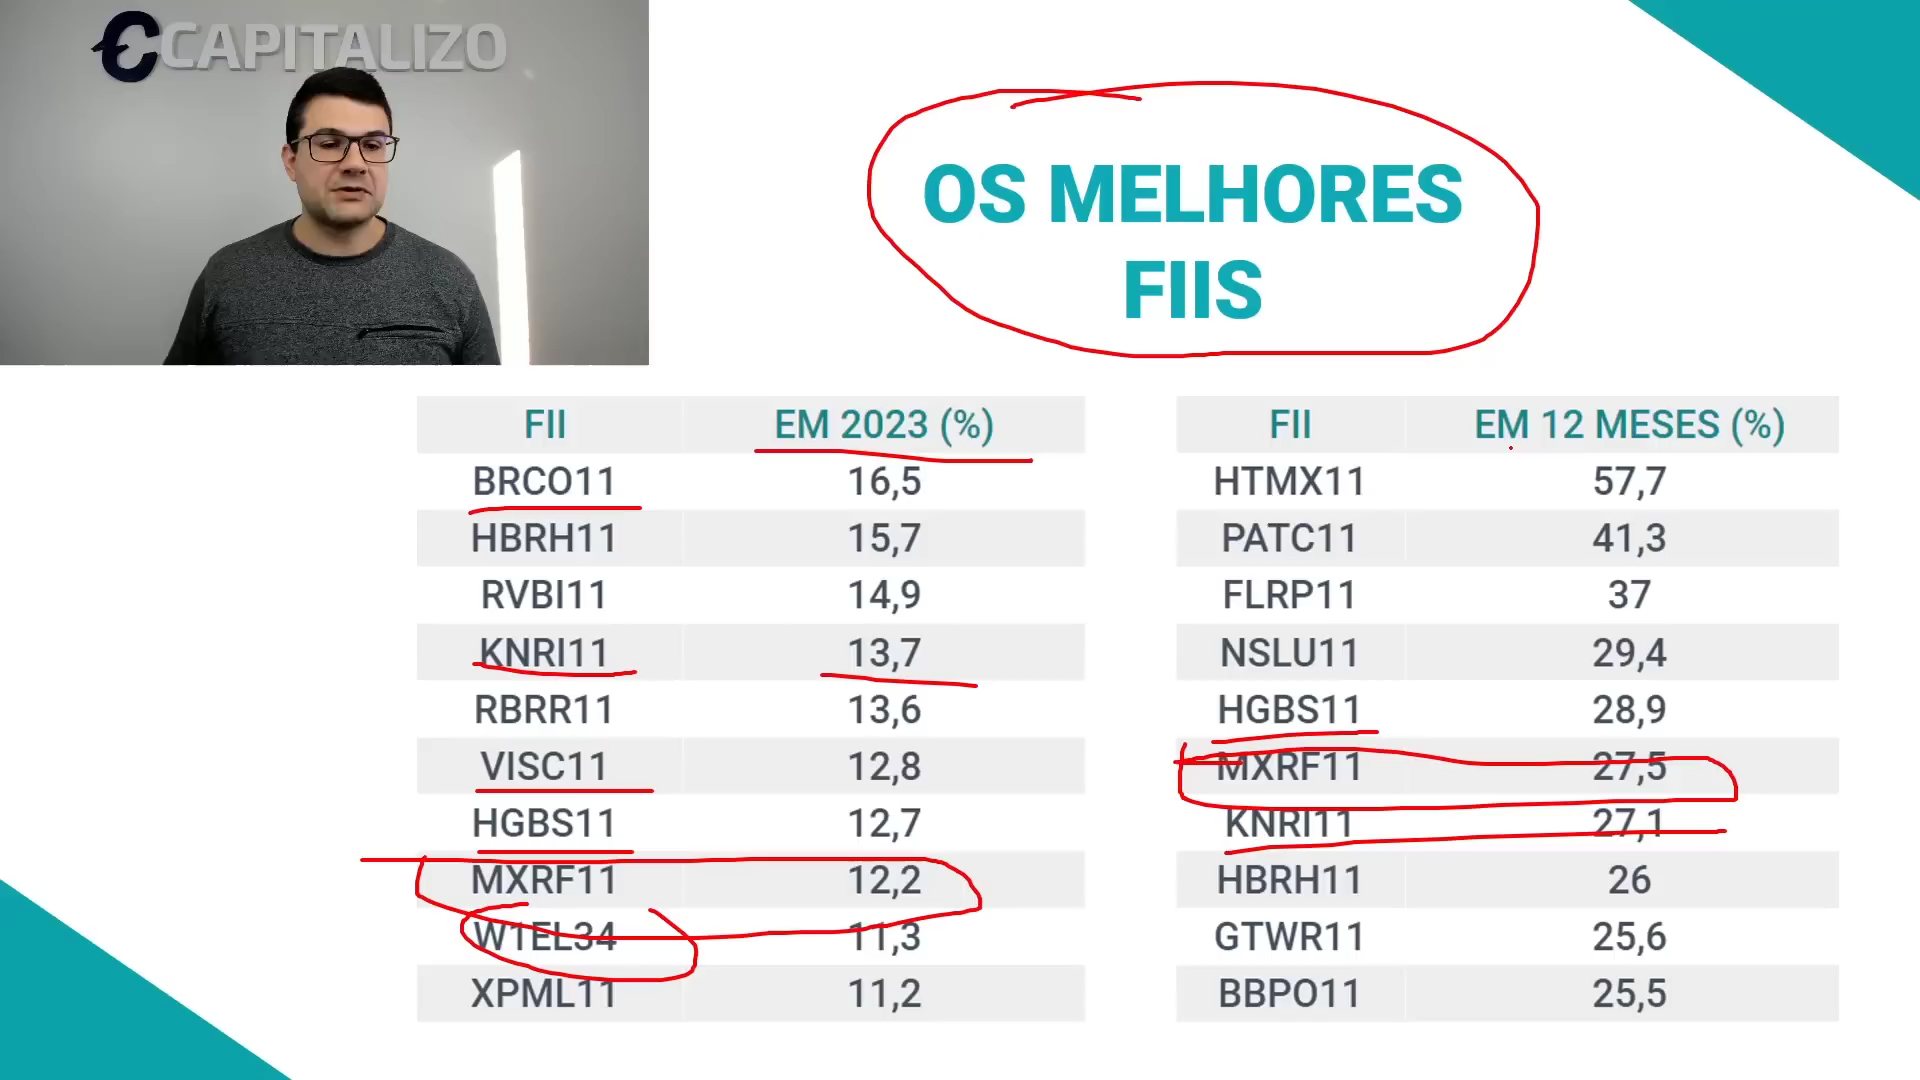 CAPITALIZO
OS MELHORES
FIIS
FII EM 2023 (%)
BRCO11 16,5
HBRH11 15,7
RVBI11 14,9
KNRI11 13,7
RBRR11 13,6
VISC11 12,8
HGBS11 12,7
MXRF11 12,2
W1EL34 11,3
XPML11 11,2
FII EM 12 MESES (%)
HTMX11 57,7
PATC11 41,3
FLRP11 37
NSLU11 29,4
HGBS11 28,9
MXRF11 27,5
KNRI11 27,1
HBRH11 26
GTWR11 25,6
BBPO11 25,5